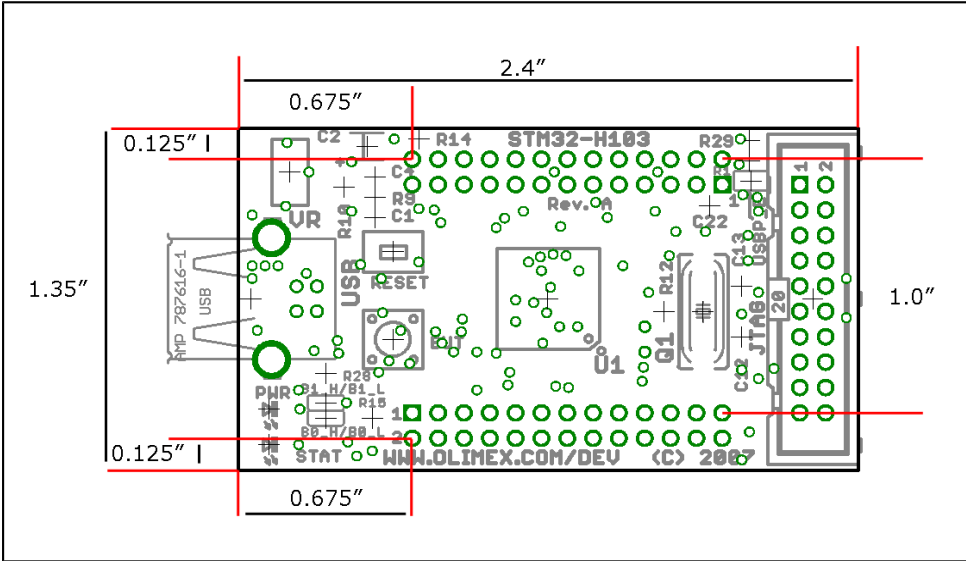 2.4”
0.675”
0.125”
C2
R14
STM32-H103
R29
1 2
C4
R9
C1
R10
Rev. A
1
C22
VR
USBP
C13
AMP 787616-1
USB
USB
RESET
R12
1.35”
1.0”
20
JTAG
BUT
Q1
U1
C12
R28
PWR
B1_H/B1_L
R15
1
B0_H/B0_L
2
0.125”
STAT
WWW.OLIMEX.COM/DEV (C) 2007
0.675”